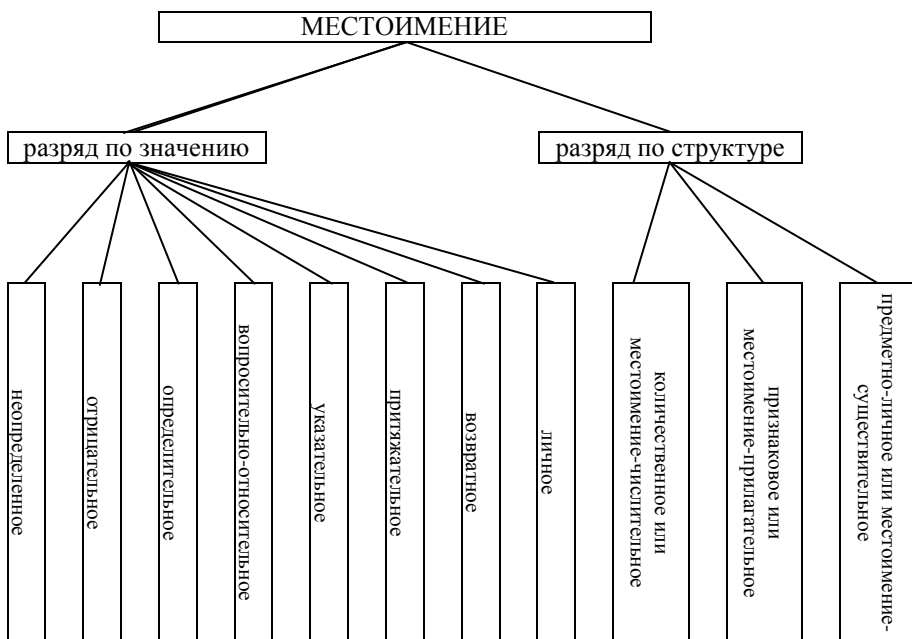 МЕСТОИМЕНИЕ
разряд по значению
разряд по структуре
неопределенное
отрицательное
определительное
вопросительно-относительное
указательное
притяжательное
возвратное
личное
количественное или
местоимение-числительное
признаковое или
местоимение-прилагательное
предметно-личное или местоимение-
существительное